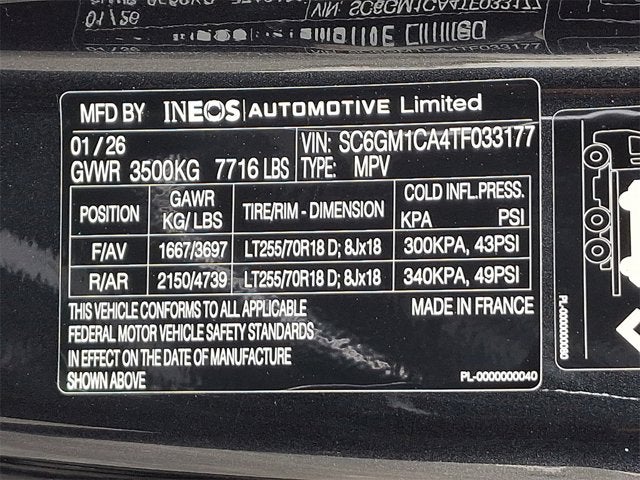 MFD BY INEOS | AUTOMOTIVE Limited
01/26 VIN: SC6GM1CA4TF033177
GVWR 3500KG 7716 LBS TYPE: MPV
POSITION GAWR KG/LBS TIRE/RIM - DIMENSION COLD INFL.PRESS. KPA PSI
F/AV 1667/3697 LT255/70R18 D; 8Jx18 300KPA, 43PSI
R/AR 2150/4739 LT255/70R18 D; 8Jx18 340KPA, 49PSI
THIS VEHICLE CONFORMS TO ALL APPLICABLE MADE IN FRANCE
FEDERAL MOTOR VEHICLE SAFETY STANDARDS
IN EFFECT ON THE DATE OF MANUFACTURE
SHOWN ABOVE PL-0000000040